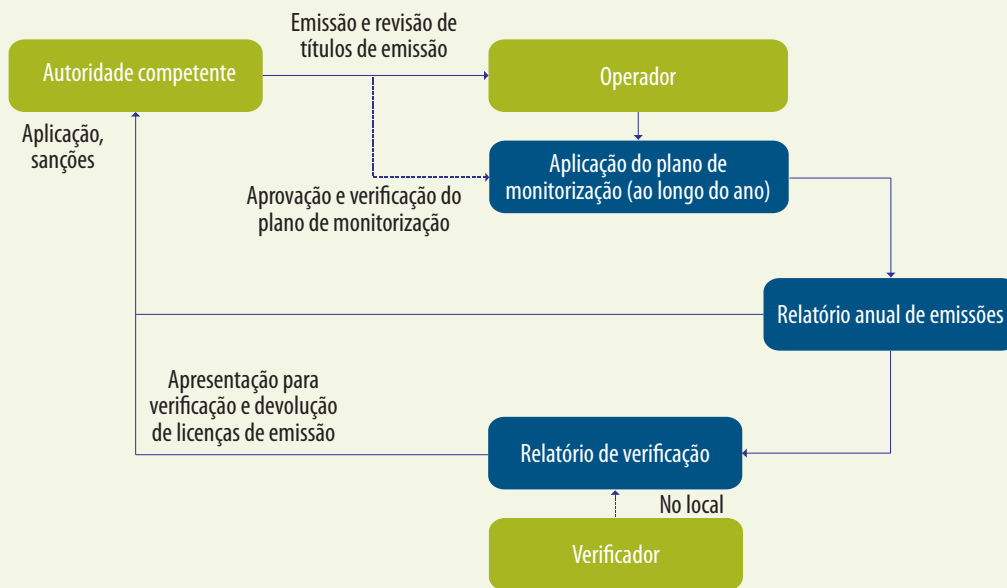 Emissão e revisão de
títulos de emissão
Autoridade competente
Operador
Aplicação,
sanções
Aplicação do plano de
monitorização (ao longo do ano)
Aprovação e verificação do
plano de monitorização
Relatório anual de emissões
Apresentação para
verificação e devolução
de licenças de emissão
Relatório de verificação
No local
Verificador